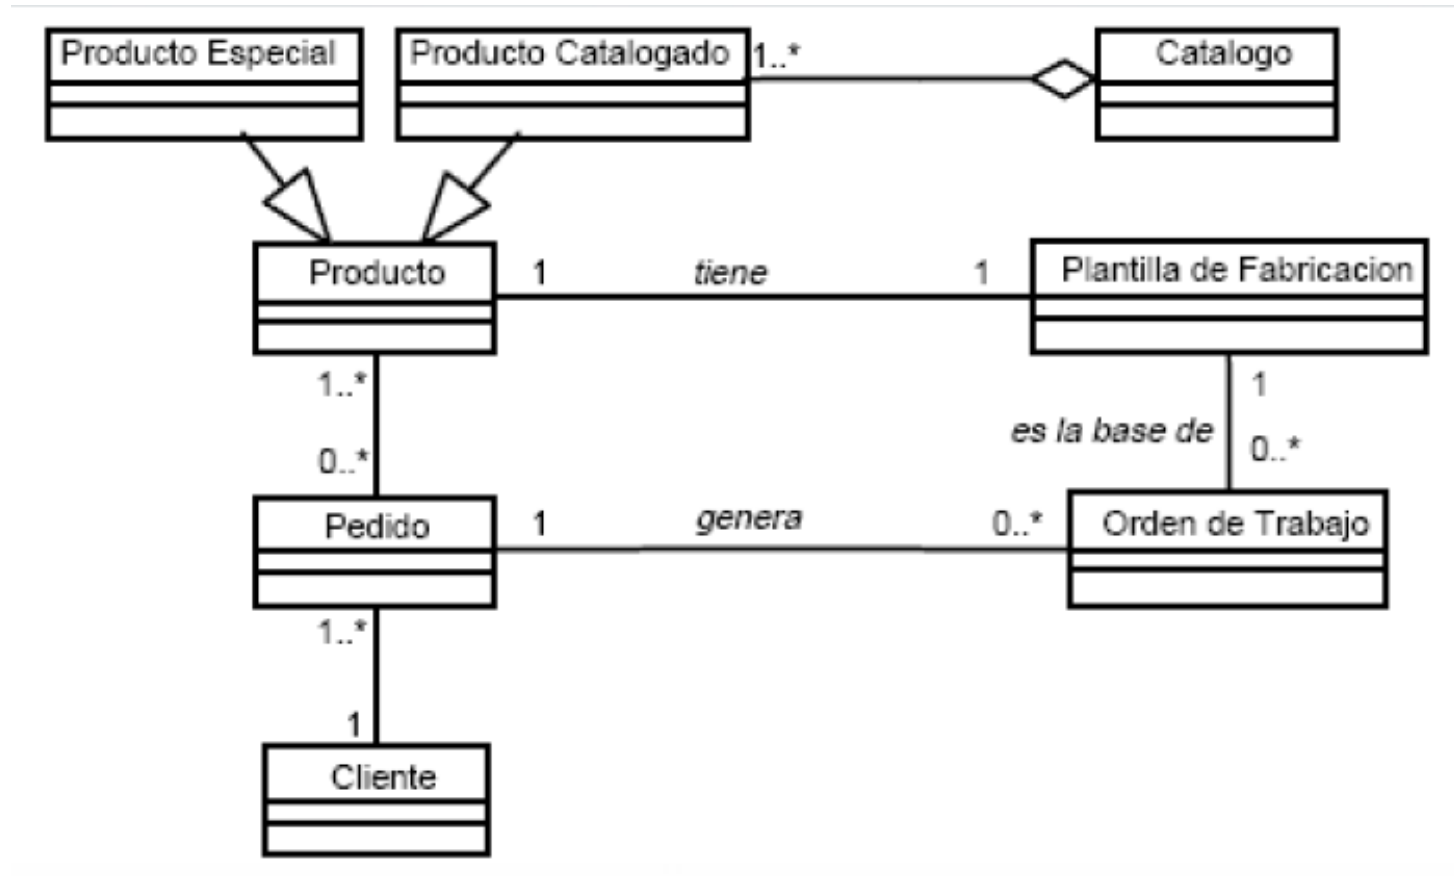 Producto Especial
Producto Catalogado
1..*
Catalogo
Producto
1
tiene
1
Plantilla de Fabricacion
1..*
1
es la base de
0..*
0..*
Pedido
1
genera
0..*
Orden de Trabajo
1..*
1
Cliente